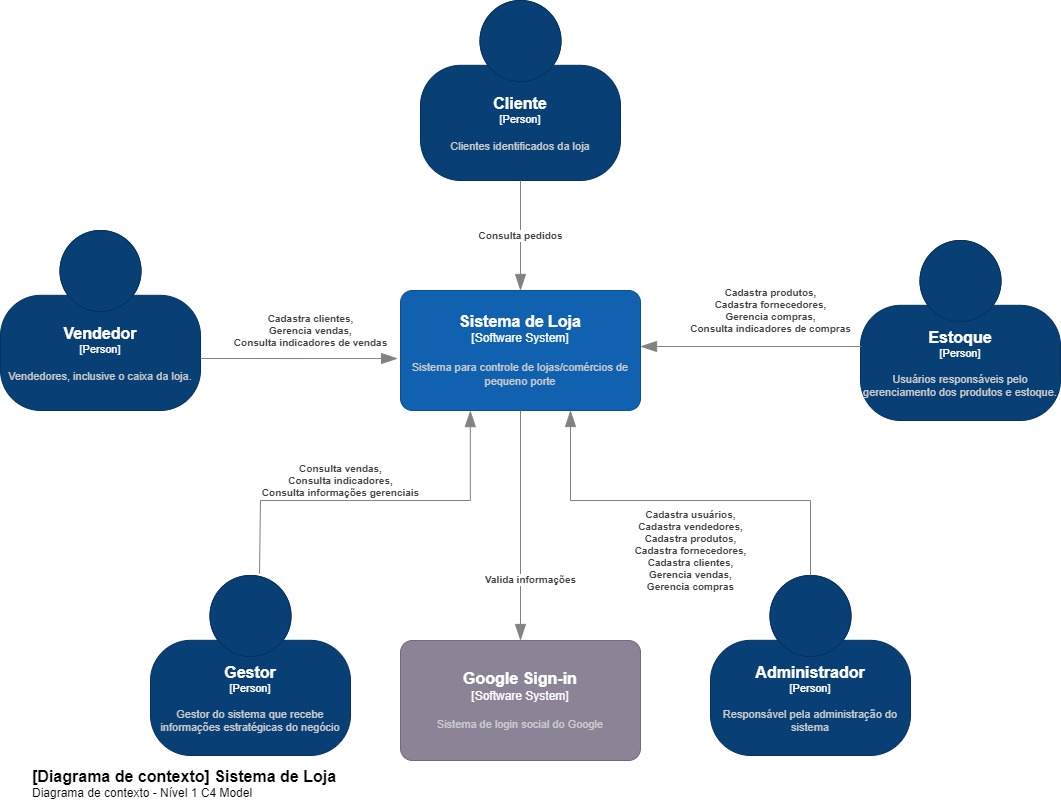 Cliente
[Person]
Clientes identificados da loja
Consulta pedidos
Vendedor
[Person]
Vendedores, inclusive o caixa da loja.
Cadastra clientes,
Gerencia vendas,
Consulta indicadores de vendas
Sistema de Loja
[Software System]
Sistema para controle de lojas/comércios de
pequeno porte
Cadastra produtos,
Cadastra fornecedores,
Gerencia compras,
Consulta indicadores de compras
Estoque
[Person]
Usuários responsáveis pelo
gerenciamento dos produtos e estoque.
Consulta vendas,
Consulta indicadores,
Consulta informações gerenciais
Valida informações
Cadastra usuários,
Cadastra vendedores,
Cadastra produtos,
Cadastra fornecedores,
Cadastra clientes,
Gerencia vendas,
Gerencia compras
Gestor
[Person]
Gestor do sistema que recebe
informações estratégicas do negócio
Google Sign-in
[Software System]
Sistema de login social do Google
Administrador
[Person]
Responsável pela administração do
sistema
[Diagrama de contexto] Sistema de Loja
Diagrama de contexto - Nível 1 C4 Model